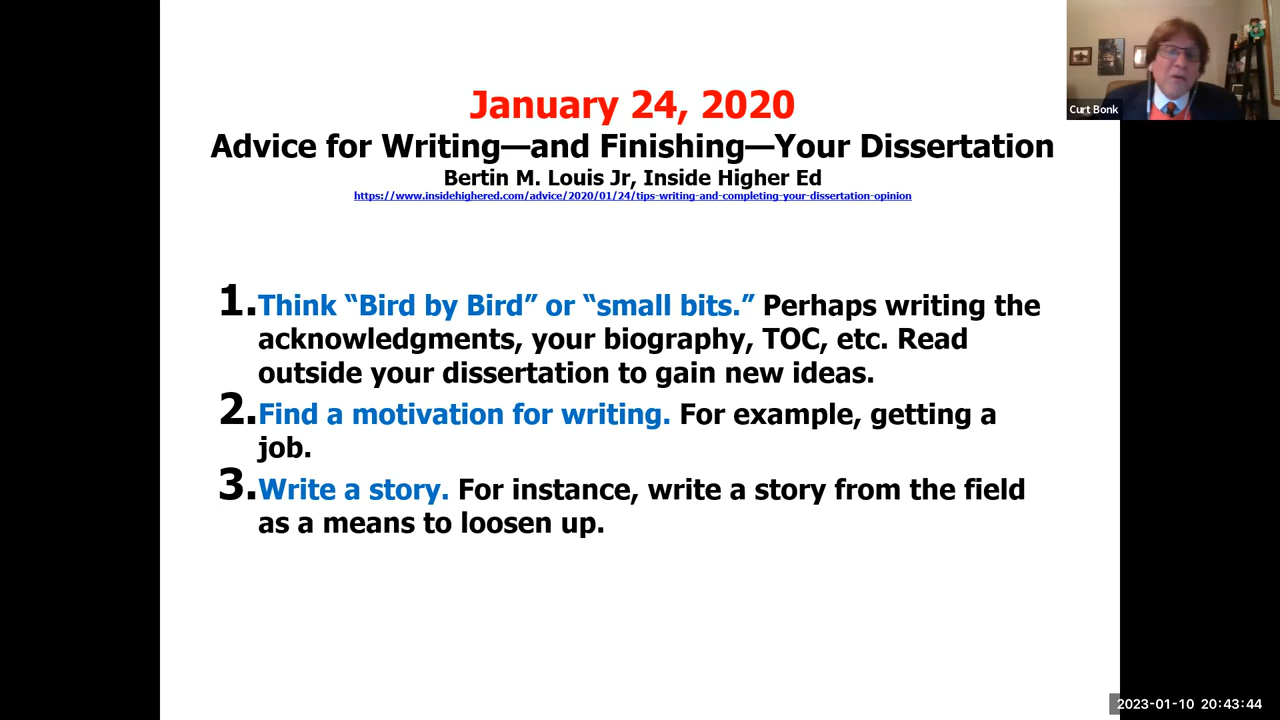 January 24, 2020
Advice for Writing—and Finishing—Your Dissertation
Bertin M. Louis Jr, Inside Higher Ed
https://www.insidehighered.com/advice/2020/01/24/tips-writing-and-completing-your-dissertation-opinion
1. Think “Bird by Bird” or “small bits.” Perhaps writing the
acknowledgments, your biography, TOC, etc. Read
outside your dissertation to gain new ideas.
2. Find a motivation for writing. For example, getting a
job.
3. Write a story. For instance, write a story from the field
as a means to loosen up.
Curt Bonk
2023-01-10 20:43:44